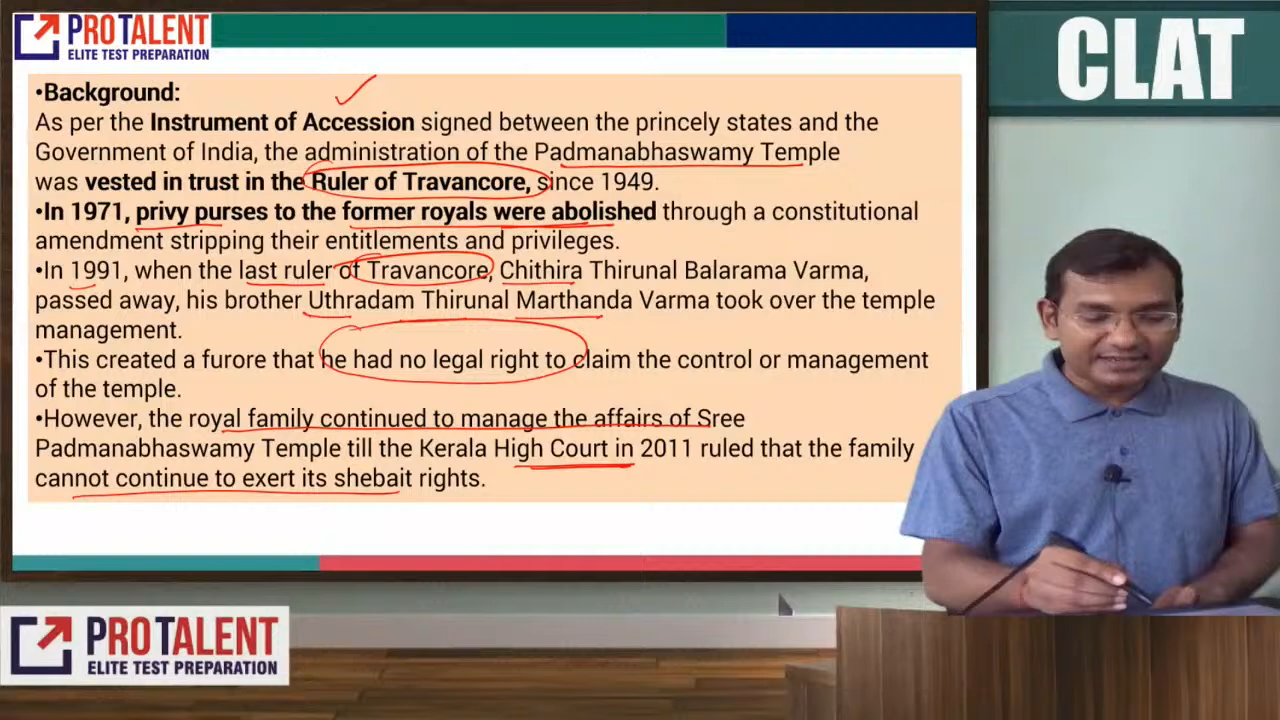 PROTALENT
ELITE TEST PREPARATION
CLAT
•Background:
As per the Instrument of Accession signed between the princely states and the
Government of India, the administration of the Padmanabhaswamy Temple
was vested in trust in the Ruler of Travancore, since 1949.
•In 1971, privy purses to the former royals were abolished through a constitutional
amendment stripping their entitlements and privileges.
•In 1991, when the last ruler of Travancore, Chithira Thirunal Balarama Varma,
passed away, his brother Uthradam Thirunal Marthanda Varma took over the temple
management.
•This created a furore that he had no legal right to claim the control or management
of the temple.
•However, the royal family continued to manage the affairs of Sree
Padmanabhaswamy Temple till the Kerala High Court in 2011 ruled that the family
cannot continue to exert its shebait rights.
PROTALENT
ELITE TEST PREPARATION